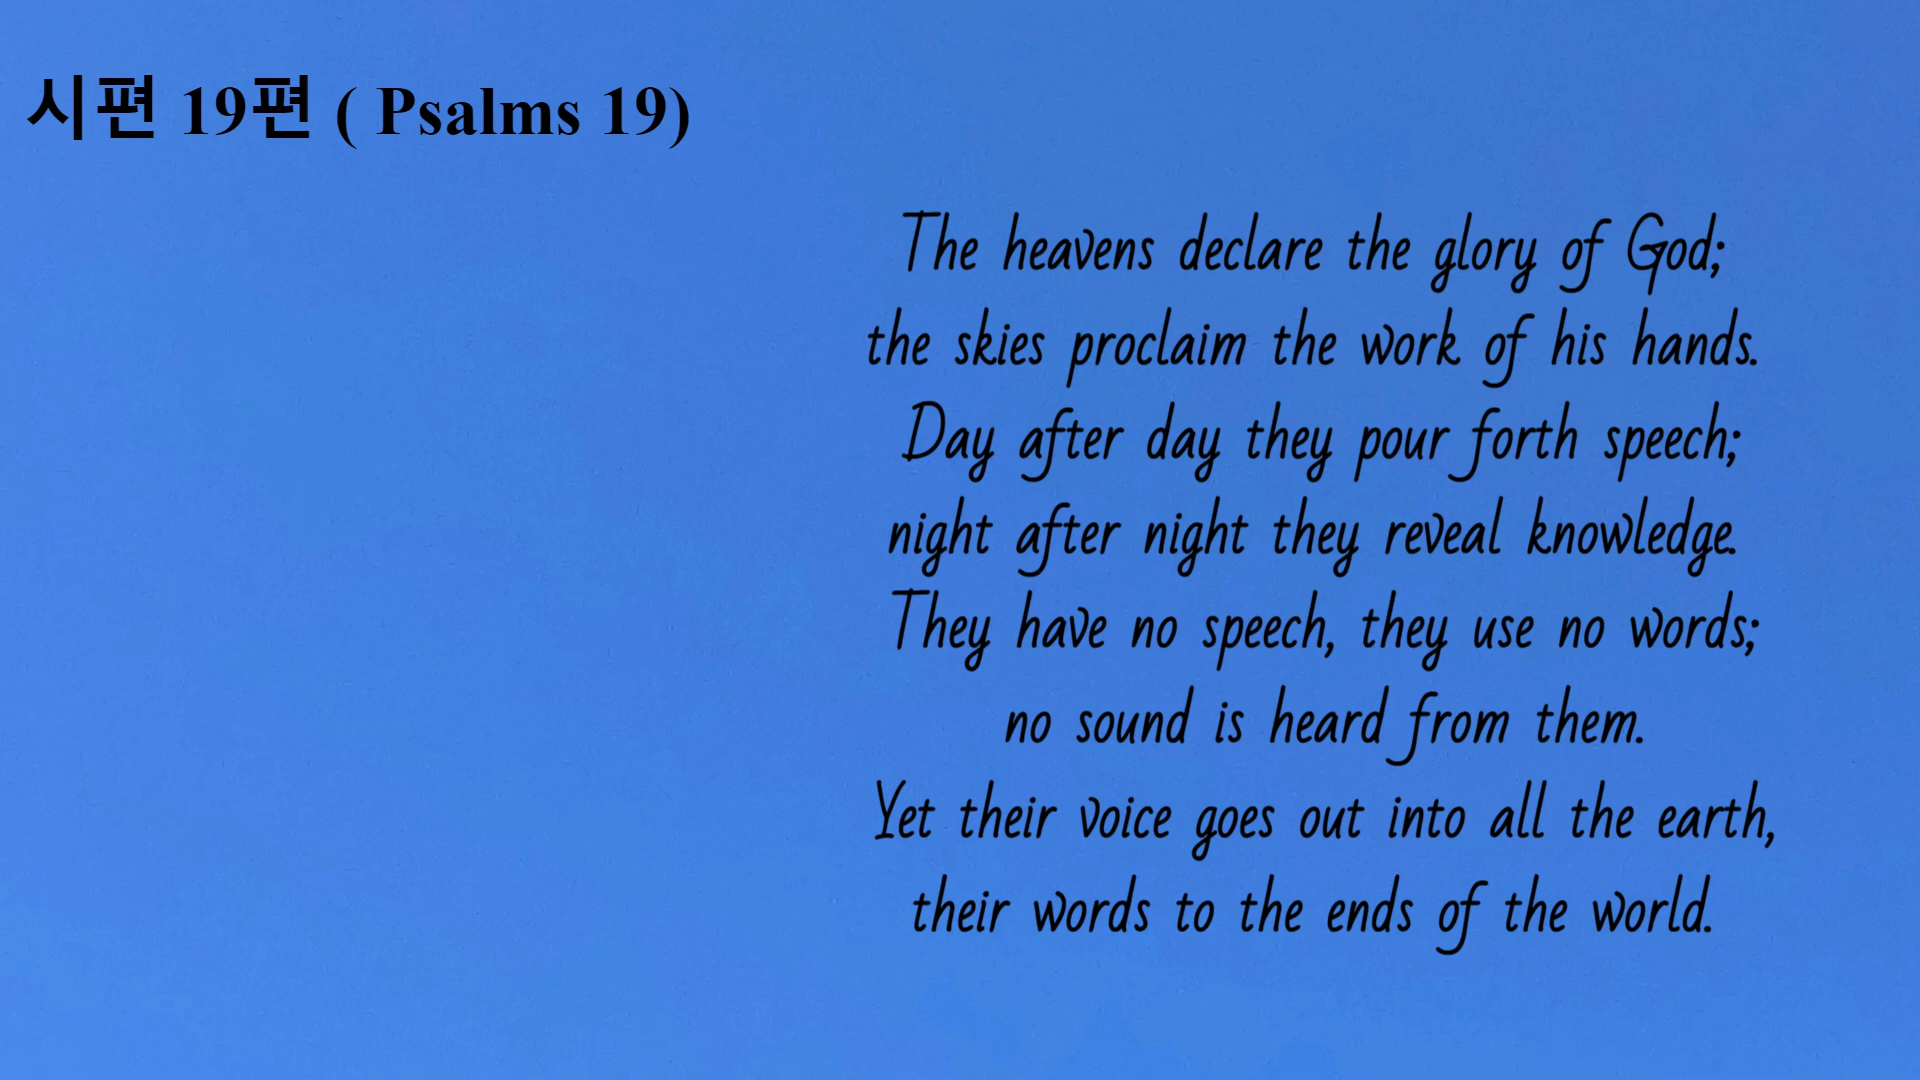 시편 19편 ( Psalms 19)
The heavens declare the glory of God;
the skies proclaim the work of his hands.
Day after day they pour forth speech;
night after night they reveal knowledge.
They have no speech, they use no words;
no sound is heard from them.
Yet their voice goes out into all the earth,
their words to the ends of the world.